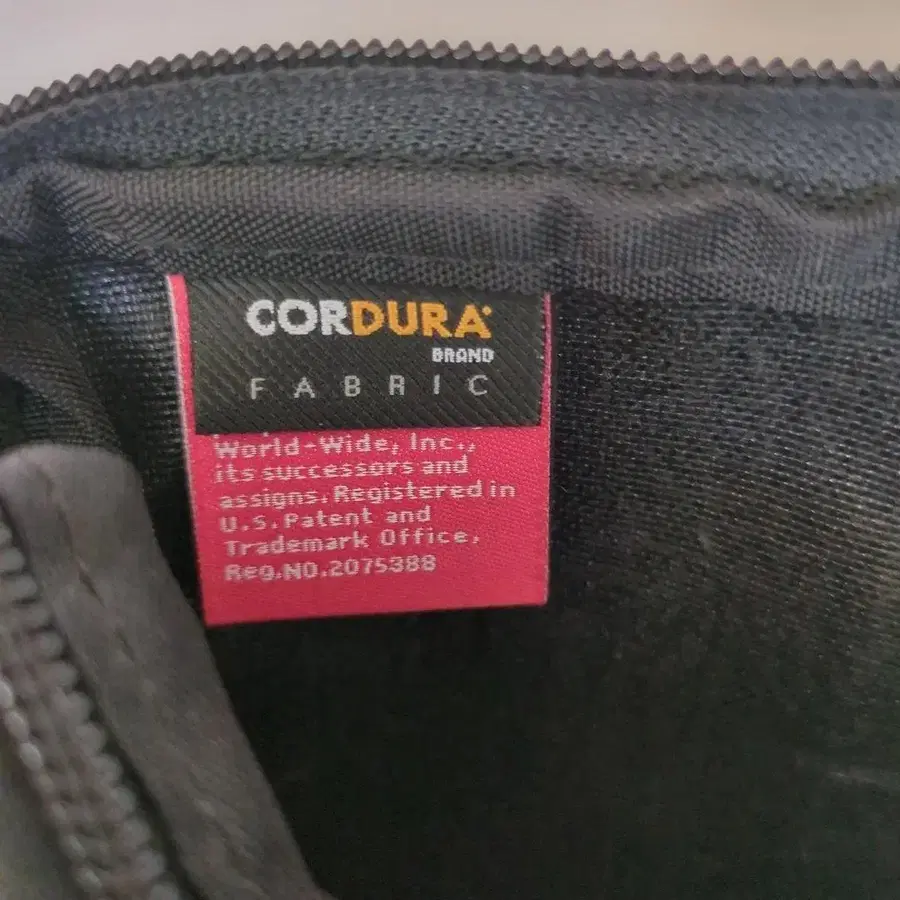 CORDURA
BRAND
FABRIC
World-Wide, Inc.,
its successors and
assigns. Registered in
U.S. Patent and
Trademark Office,
Reg.NO.2075388